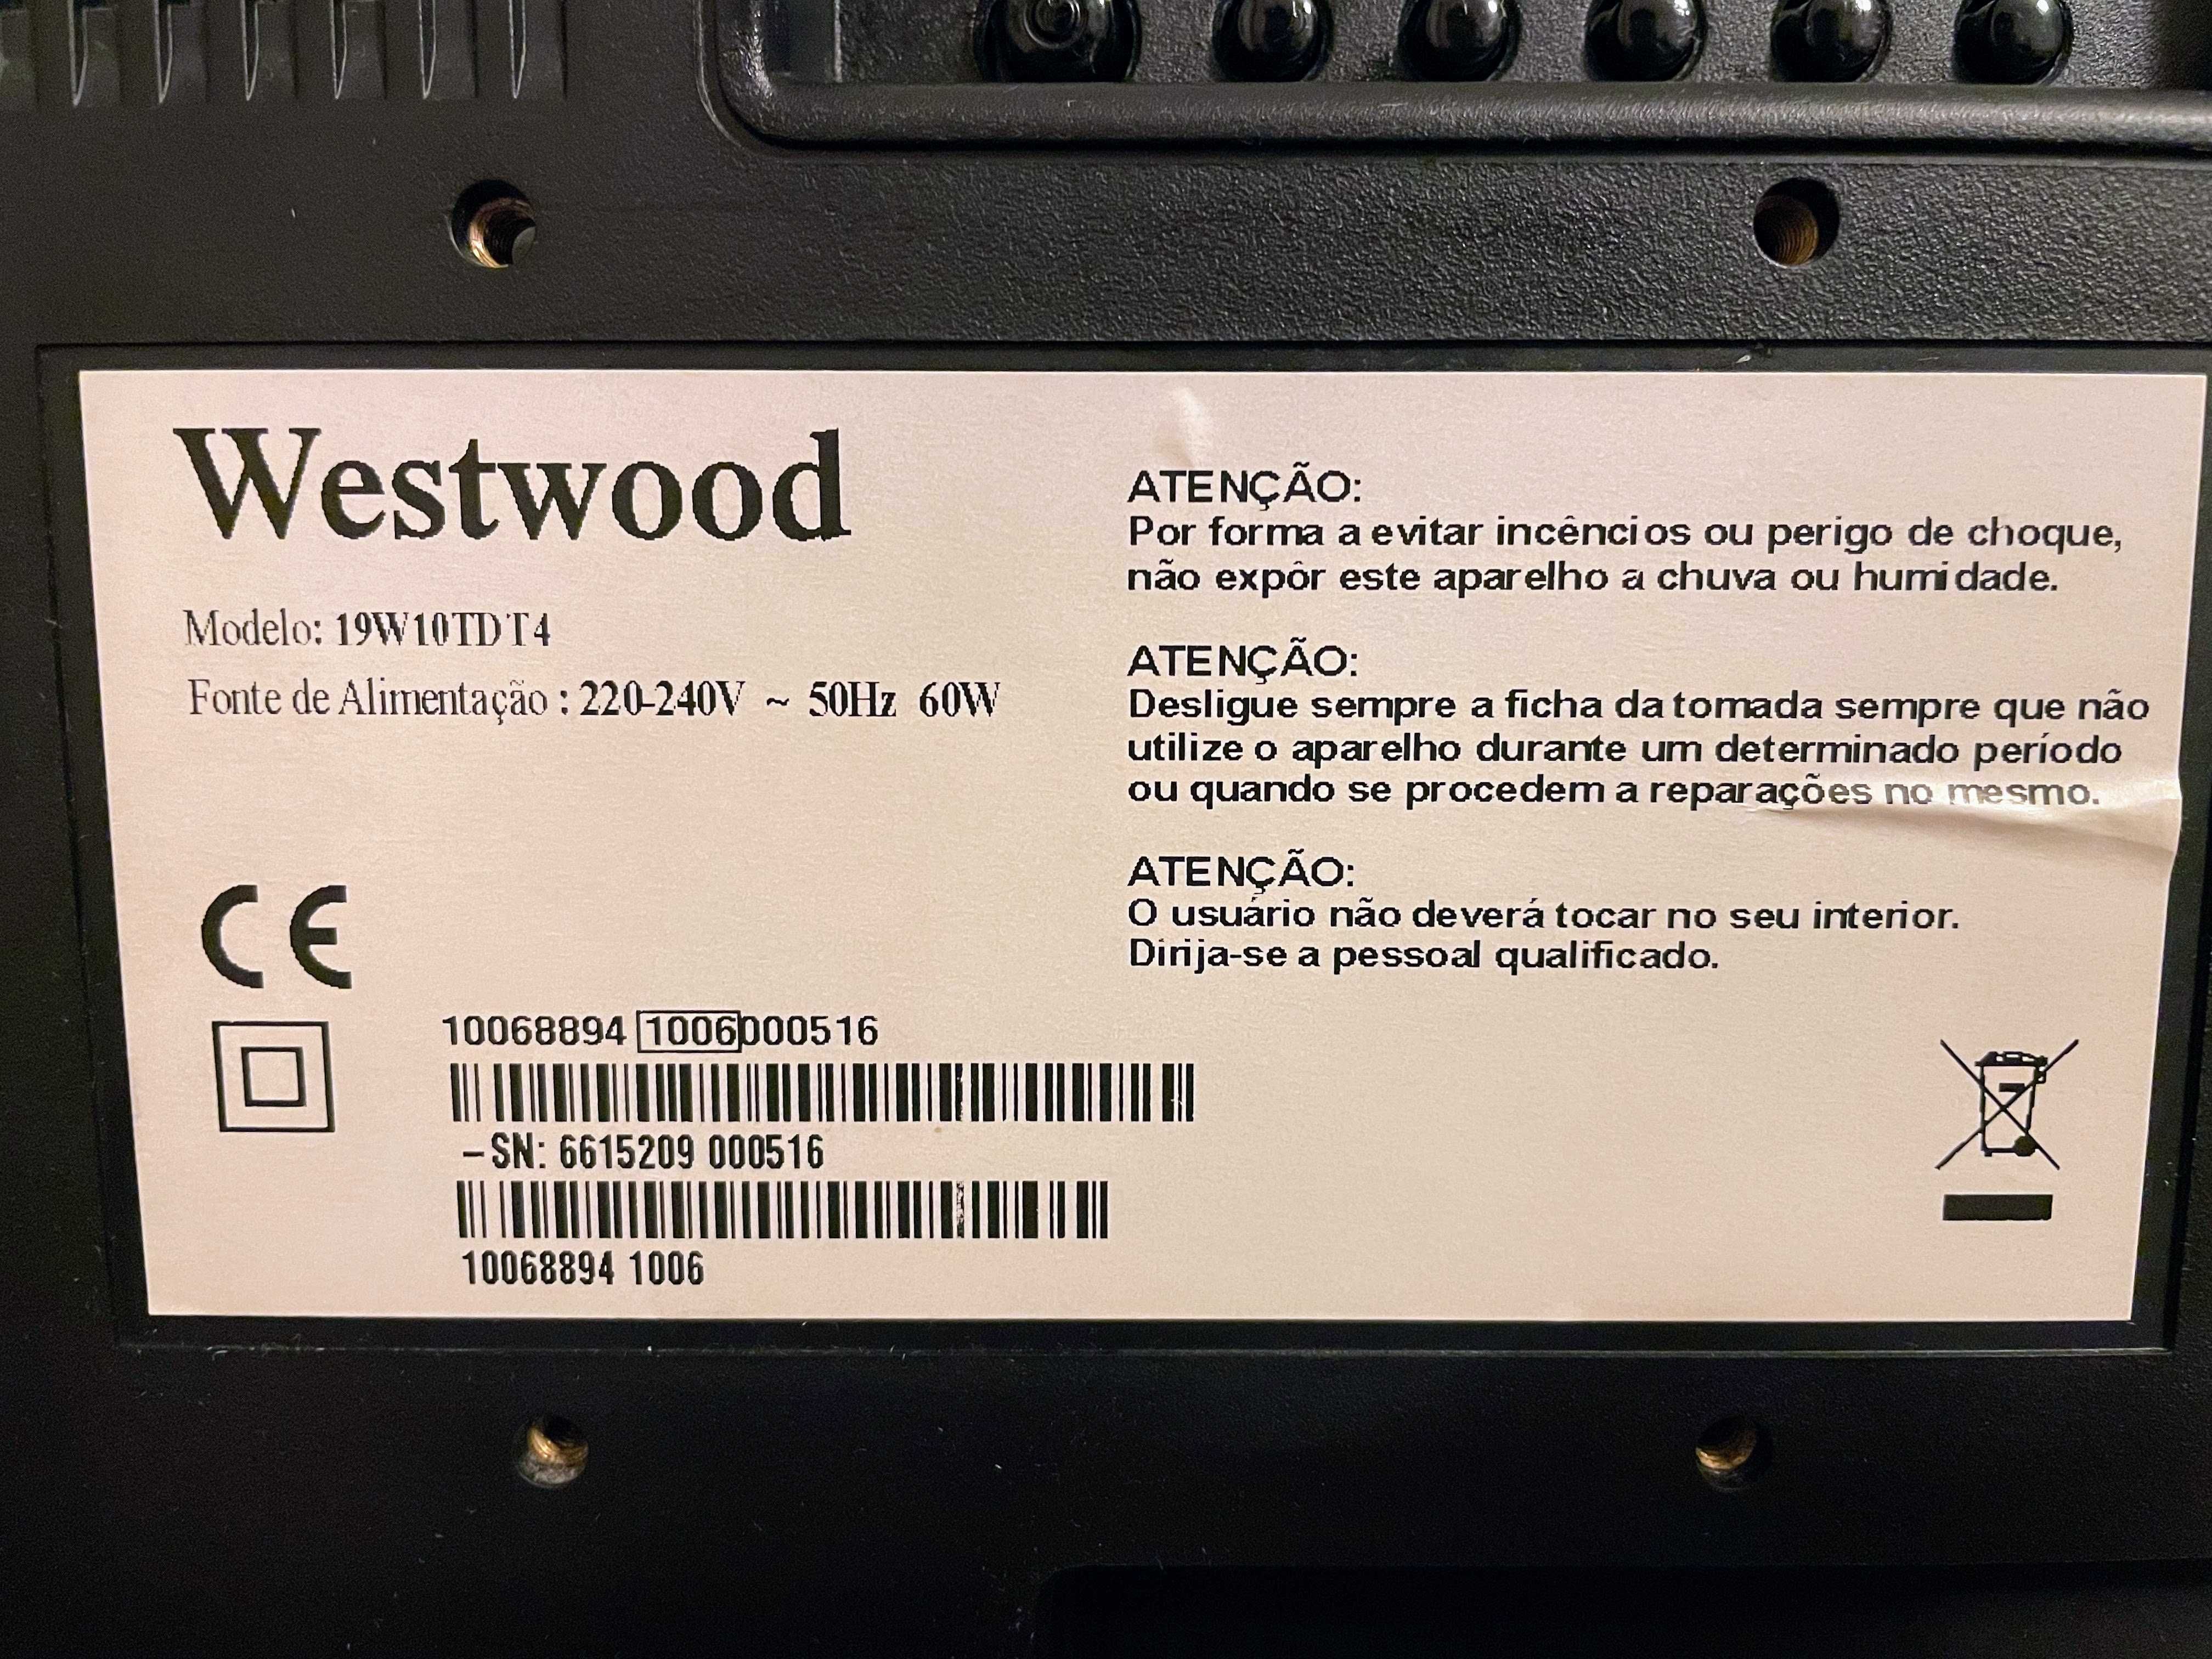 Westwood
Modelo: 19W10TDT4
Fonte de Alimentação : 220-240V ~ 50Hz 60W
CE
10068894 1006000516
–SN: 6615209 000516
10068894 1006
ATENÇÃO:
Por forma a evitar incêncios ou perigo de choque,
não expôr este aparelho a chuva ou humidade.
ATENÇÃO:
Desligue sempre a ficha da tomada sempre que não
utilize o aparelho durante um determinado período
ou quando se procedem a reparações no mesmo.
ATENÇÃO:
O usuário não deverá tocar no seu interior.
Dirija-se a pessoal qualificado.